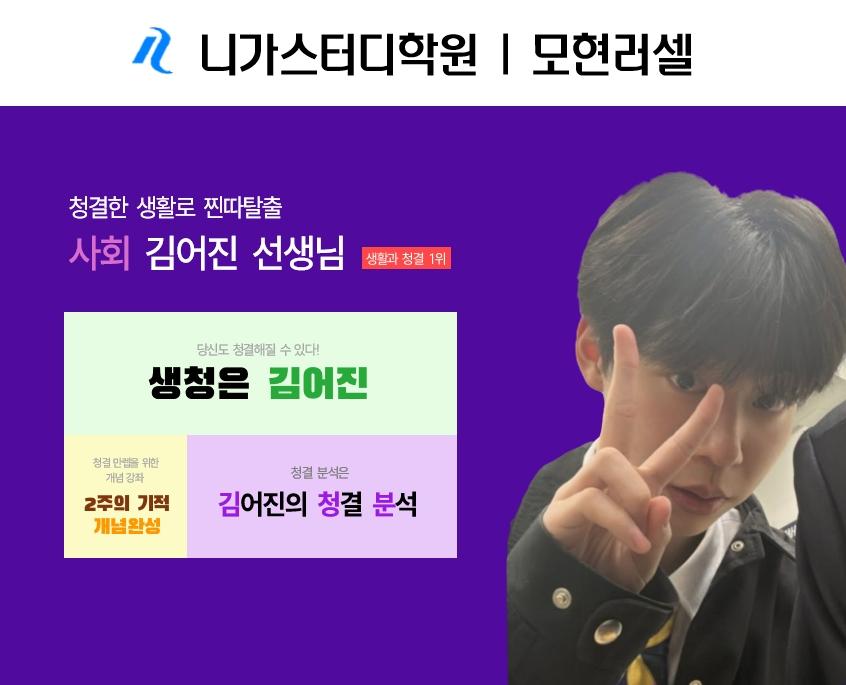 니가스터디학원 | 모현러셀
청결한 생활로 찐따탈출
사회 김어진 선생님 생활과 청결 1위
당신도 청결해질 수 있다!
생청은 김어진
청결 만렙을 위한
개념 강좌
2주의 기적
개념완성
청결 분석은
김어진의 청결 분석